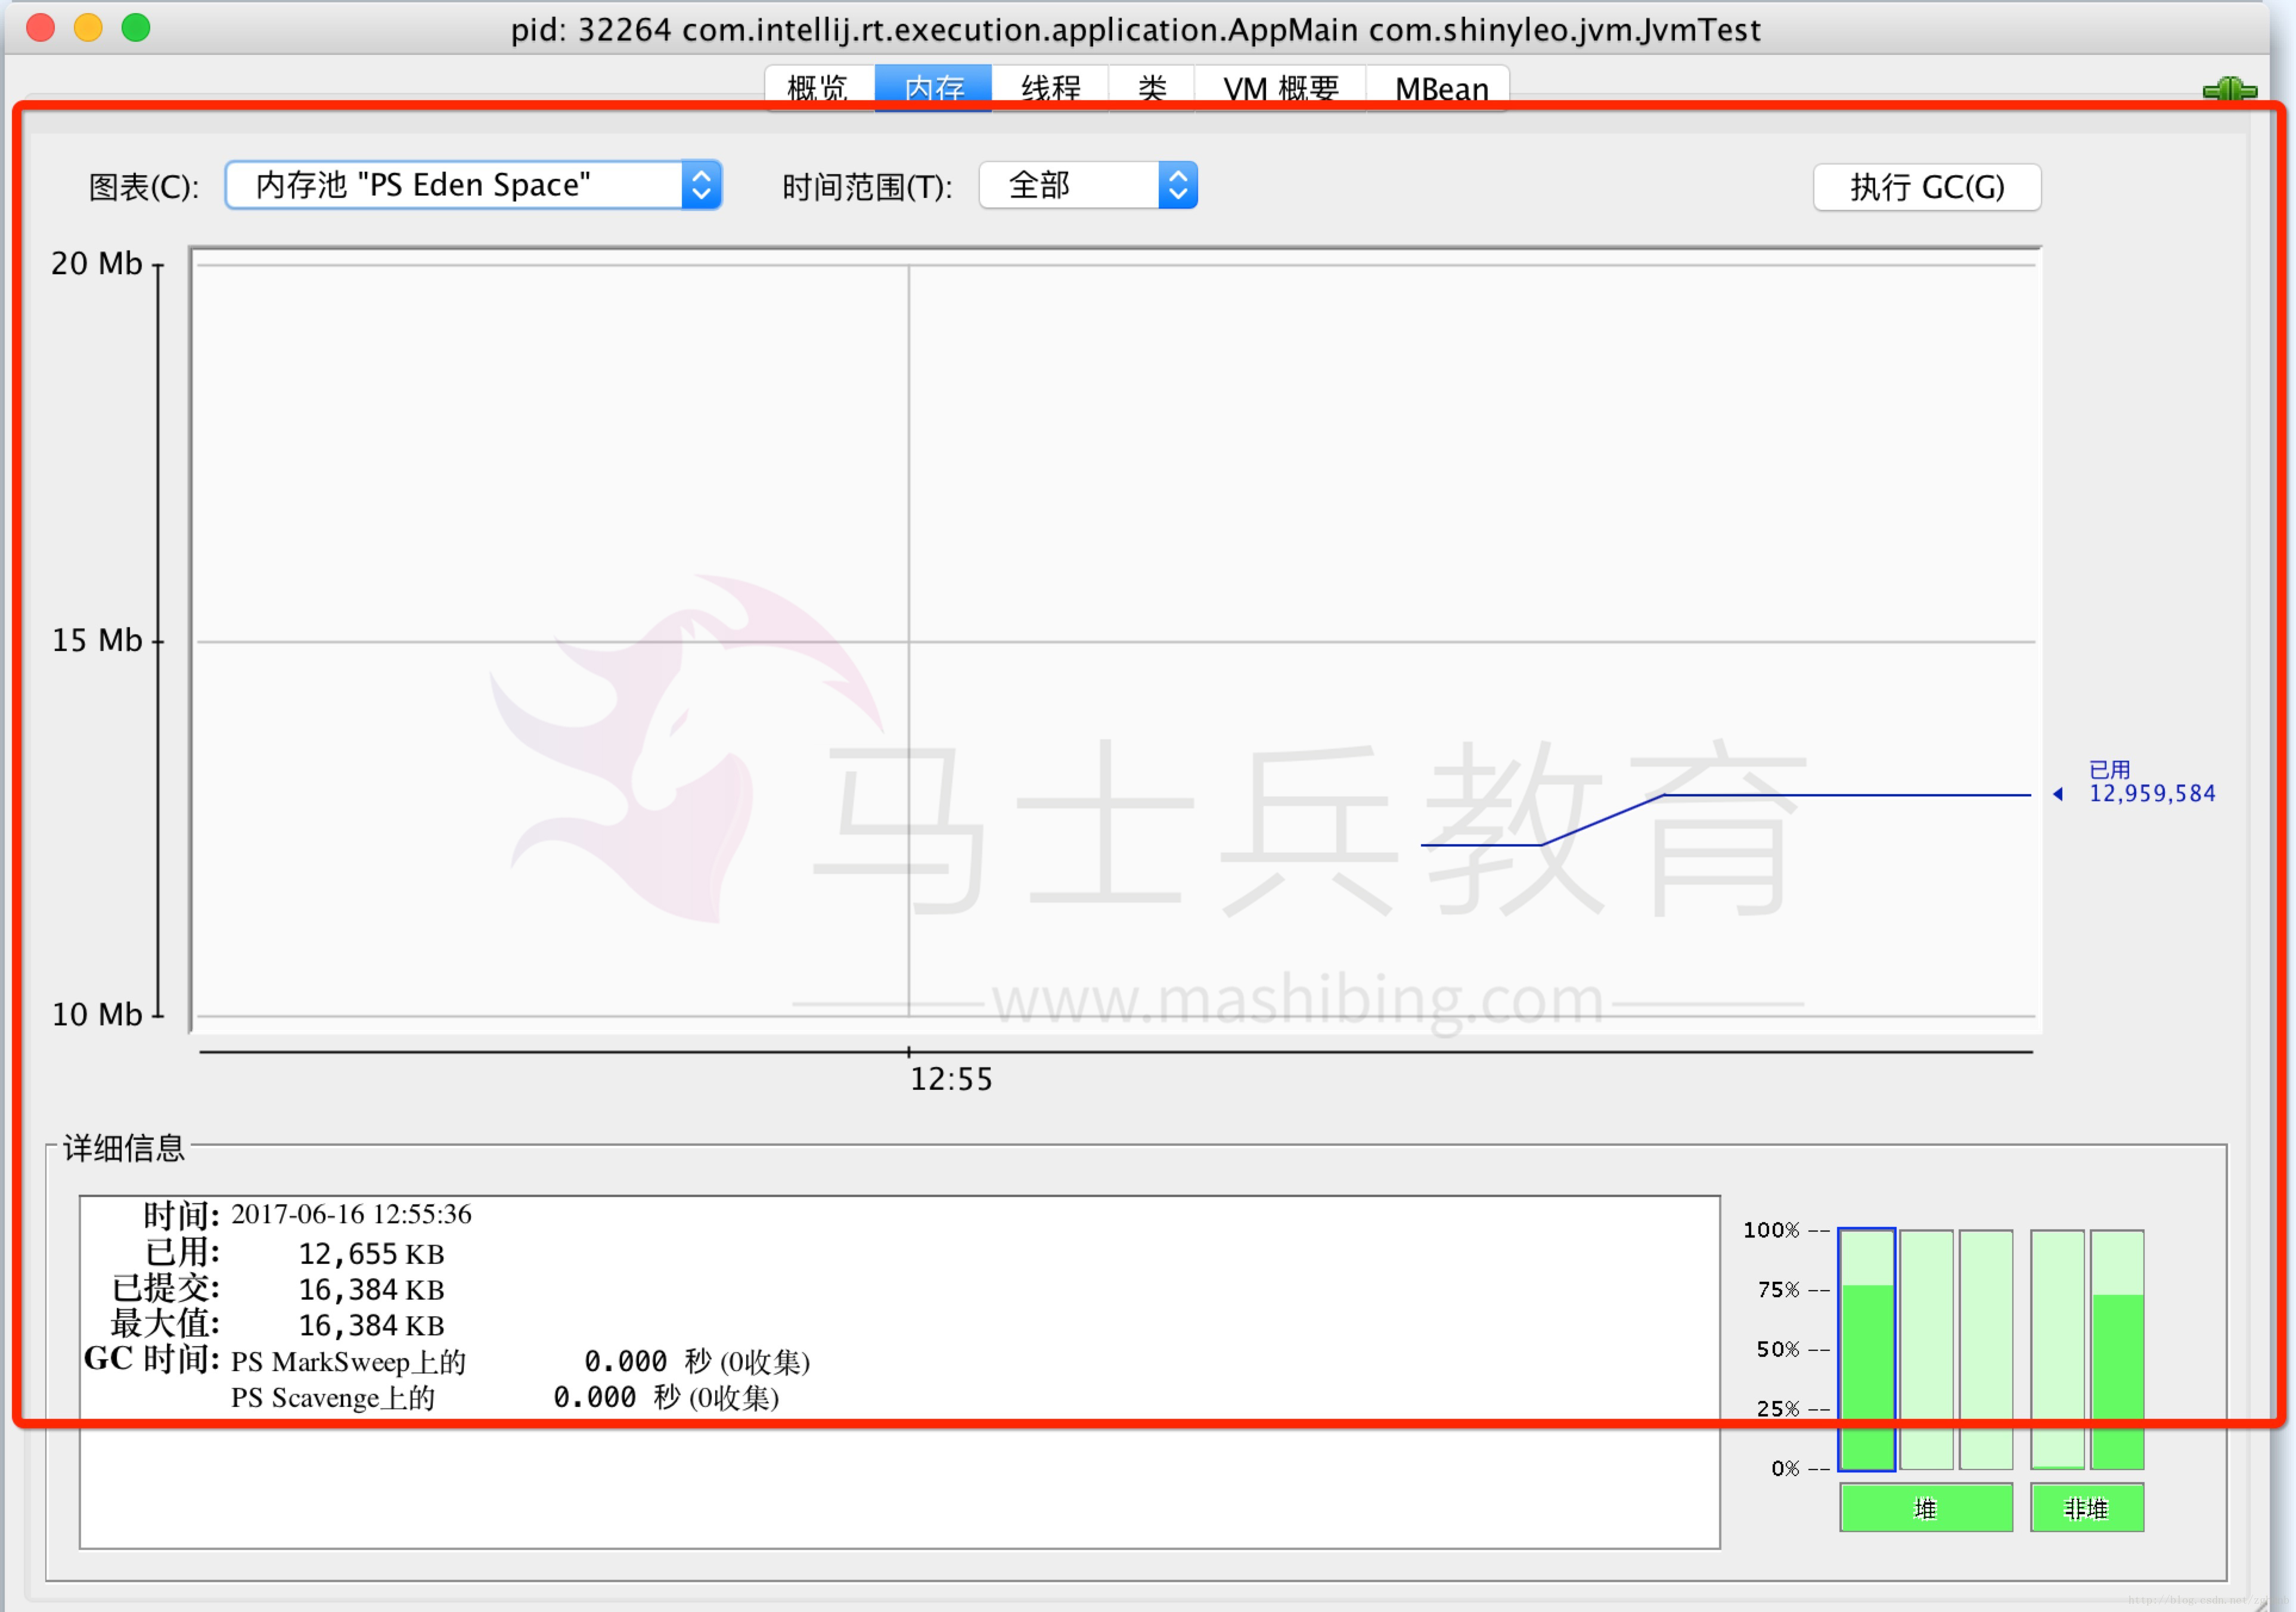 pid: 32264 com.intellij.rt.execution.application.AppMain com.shinyleo.jvm.JvmTest
概览 内存 线程 类 VM 概要 MBean
图表(C): 内存池 "PS Eden Space" 时间范围(T): 全部 执行 GC(G)
20 Mb
15 Mb
马士兵教育
已用
12,959,584
www.mashibing.com
10 Mb
12:55
详细信息
时间: 2017-06-16 12:55:36
已用: 12,655 KB
已提交: 16,384 KB
最大值: 16,384 KB
GC 时间: PS MarkSweep上的 0.000 秒 (0收集)
PS Scavenge上的 0.000 秒 (0收集)
100% --
75% --
50% --
25% --
0% --
堆 非堆